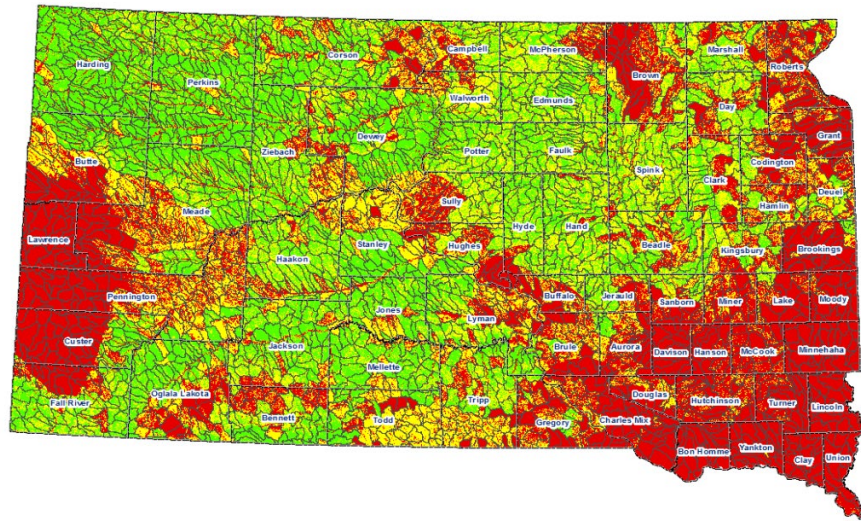 Harding
Perkins
Corson
Campbell
McPherson
Brown
Marshall
Roberts
Walworth
Edmunds
Day
Dewey
Ziebach
Potter
Faulk
Grant
Butte
Spink
Clark
Codington
Deuel
Meade
Sully
Hamlin
Lawrence
Stanley
Hughes
Hyde
Hand
Beadle
Kingsbury
Brookings
Haakon
Pennington
Jones
Lyman
Buffalo
Jerauld
Sanborn
Miner
Lake
Moody
Custer
Jackson
Brule
Aurora
Davison
Hanson
McCook
Minnehaha
Mellette
Fall River
Oglala Lakota
Bennett
Todd
Tripp
Gregory
Charles Mix
Douglas
Hutchinson
Turner
Lincoln
Bon Homme
Yankton
Clay
Union